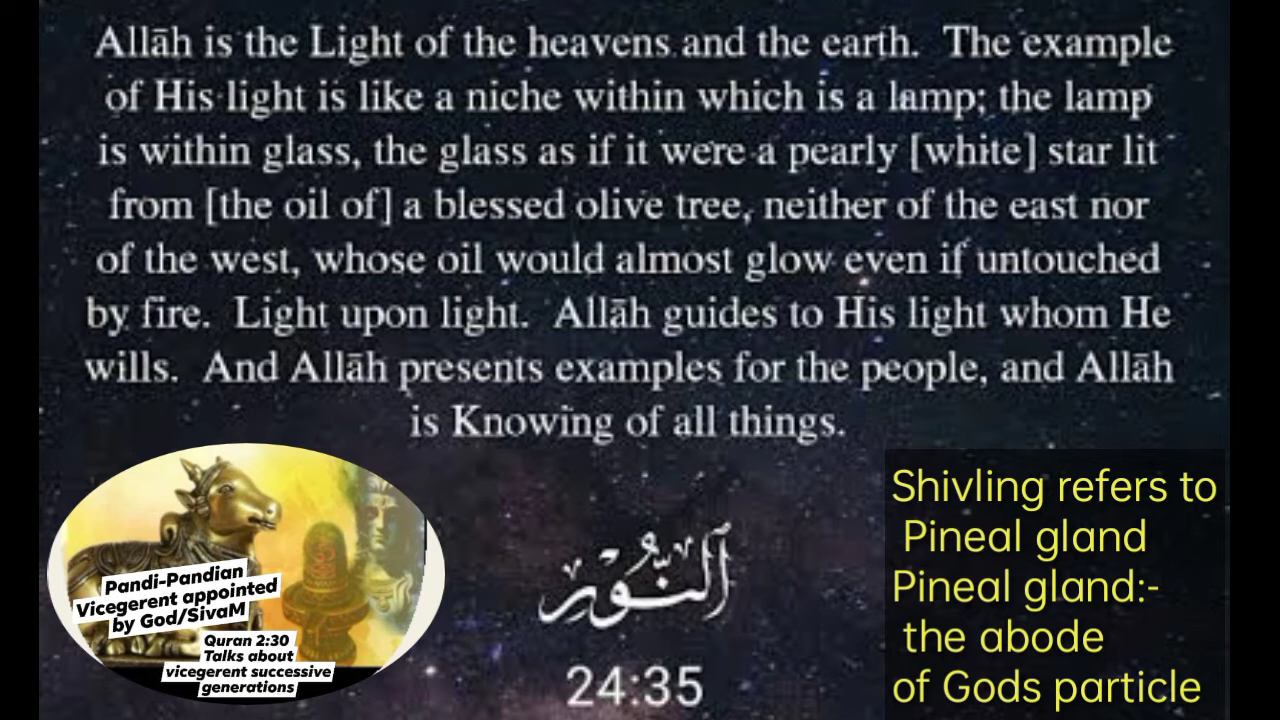 Allāh is the Light of the heavens and the earth. The example
of His light is like a niche within which is a lamp; the lamp
is within glass, the glass as if it were a pearly [white] star lit
from [the oil of] a blessed olive tree, neither of the east nor
of the west, whose oil would almost glow even if untouched
by fire. Light upon light. Allāh guides to His light whom He
wills. And Allāh presents examples for the people, and Allāh
is Knowing of all things.
Pandi-Pandian
Vicegerent appointed
by God/SivaM
Quran 2:30
Talks about
vicegerent successive
generations
اَلنُّوْر
24:35
Shivling refers to
Pineal gland
Pineal gland:-
the abode
of Gods particle